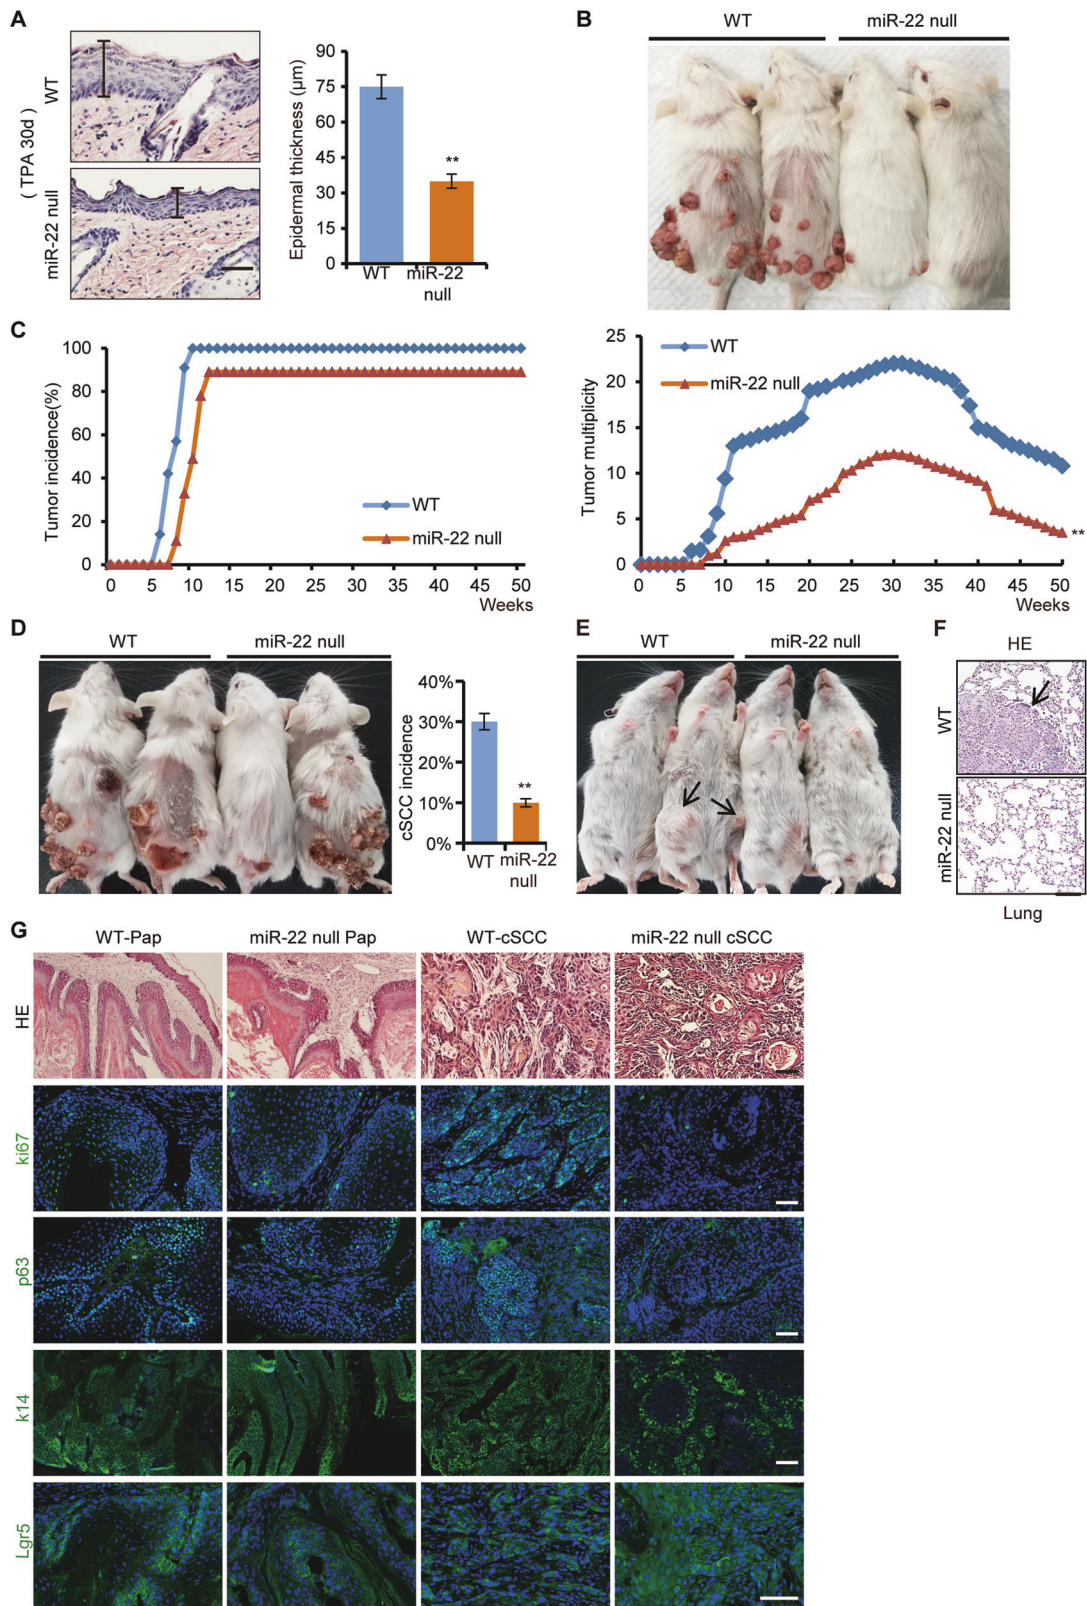 A
( TPA 30d )
WT
miR-22 null
Epidermal thickness (μm)
90
75
60
45
30
15
0
**
WT
miR-22
null
B
WT
miR-22 null
C
Tumor incidence(%)
100
80
60
40
20
0
WT
miR-22 null
0 5 10 15 20 25 30 35 40 45 50
Weeks
Tumor multiplicity
25
20
15
10
5
0
WT
miR-22 null
**
0 5 10 15 20 25 30 35 40 45 50
Weeks
D
WT
miR-22 null
cSCC incidence
40%
30%
20%
10%
0%
**
WT
miR-22
null
E
WT
miR-22 null
F
HE
WT
miR-22 null
Lung
G
WT-Pap
miR-22 null Pap
WT-cSCC
miR-22 null cSCC
HE
ki67
p63
k14
Lgr5